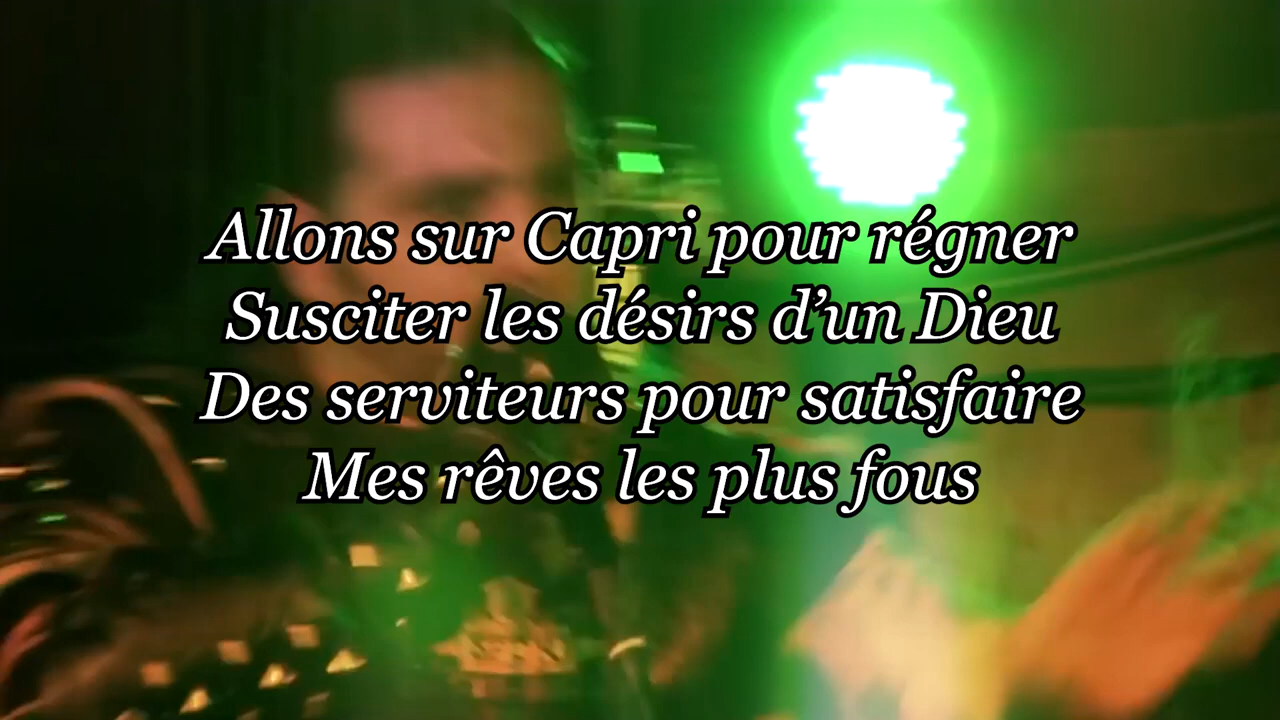 Allons sur Capri pour régner
Susciter les désirs d’un Dieu
Des serviteurs pour satisfaire
Mes rêves les plus fous